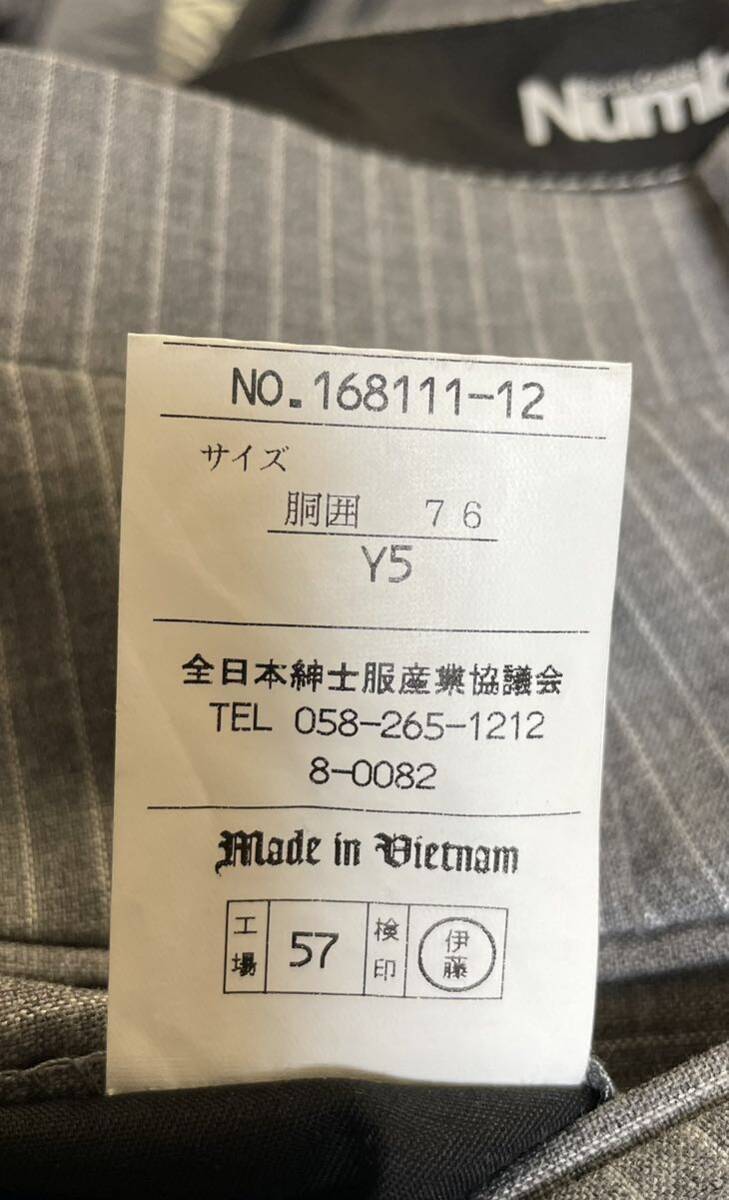 Numb
NO.168111-12
サイズ
胴囲 76
Y5
全日本紳士服産業協議会
TEL 058-265-1212
8-0082
Made in Vietnam
工場 57 検印 伊藤